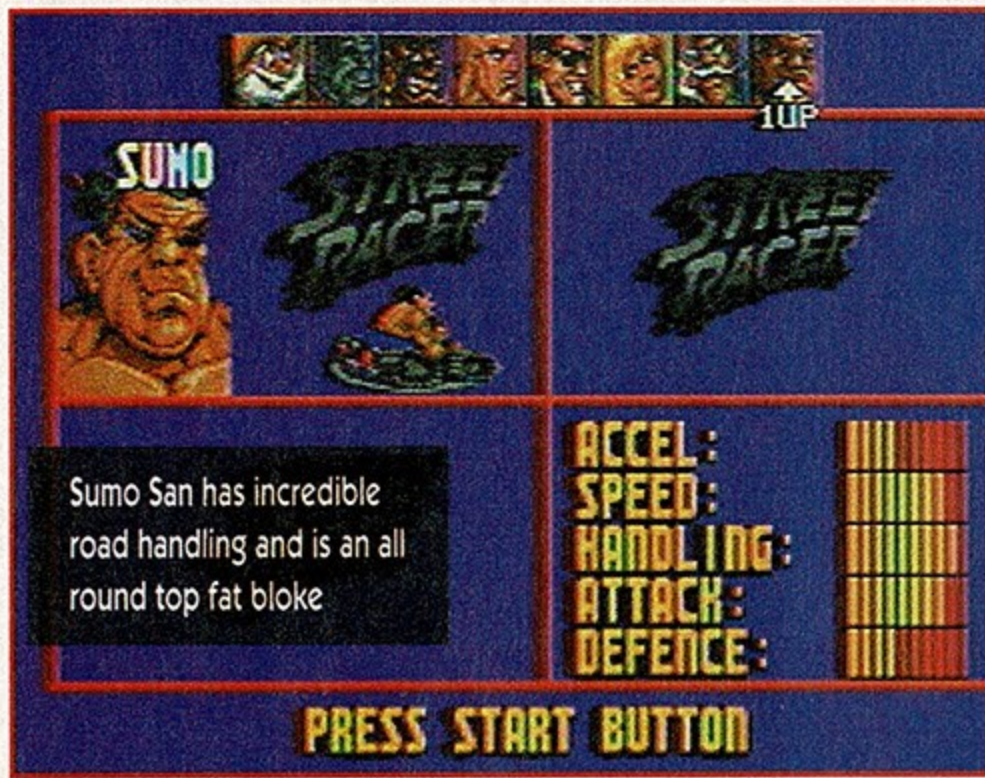 1UP
SUMO
STREET
RACER
STREET
RACER
Sumo San has incredible
road handling and is an all
round top fat bloke
ACCEL:
SPEED:
HANDLING:
ATTACK:
DEFENCE:
PRESS START BUTTON